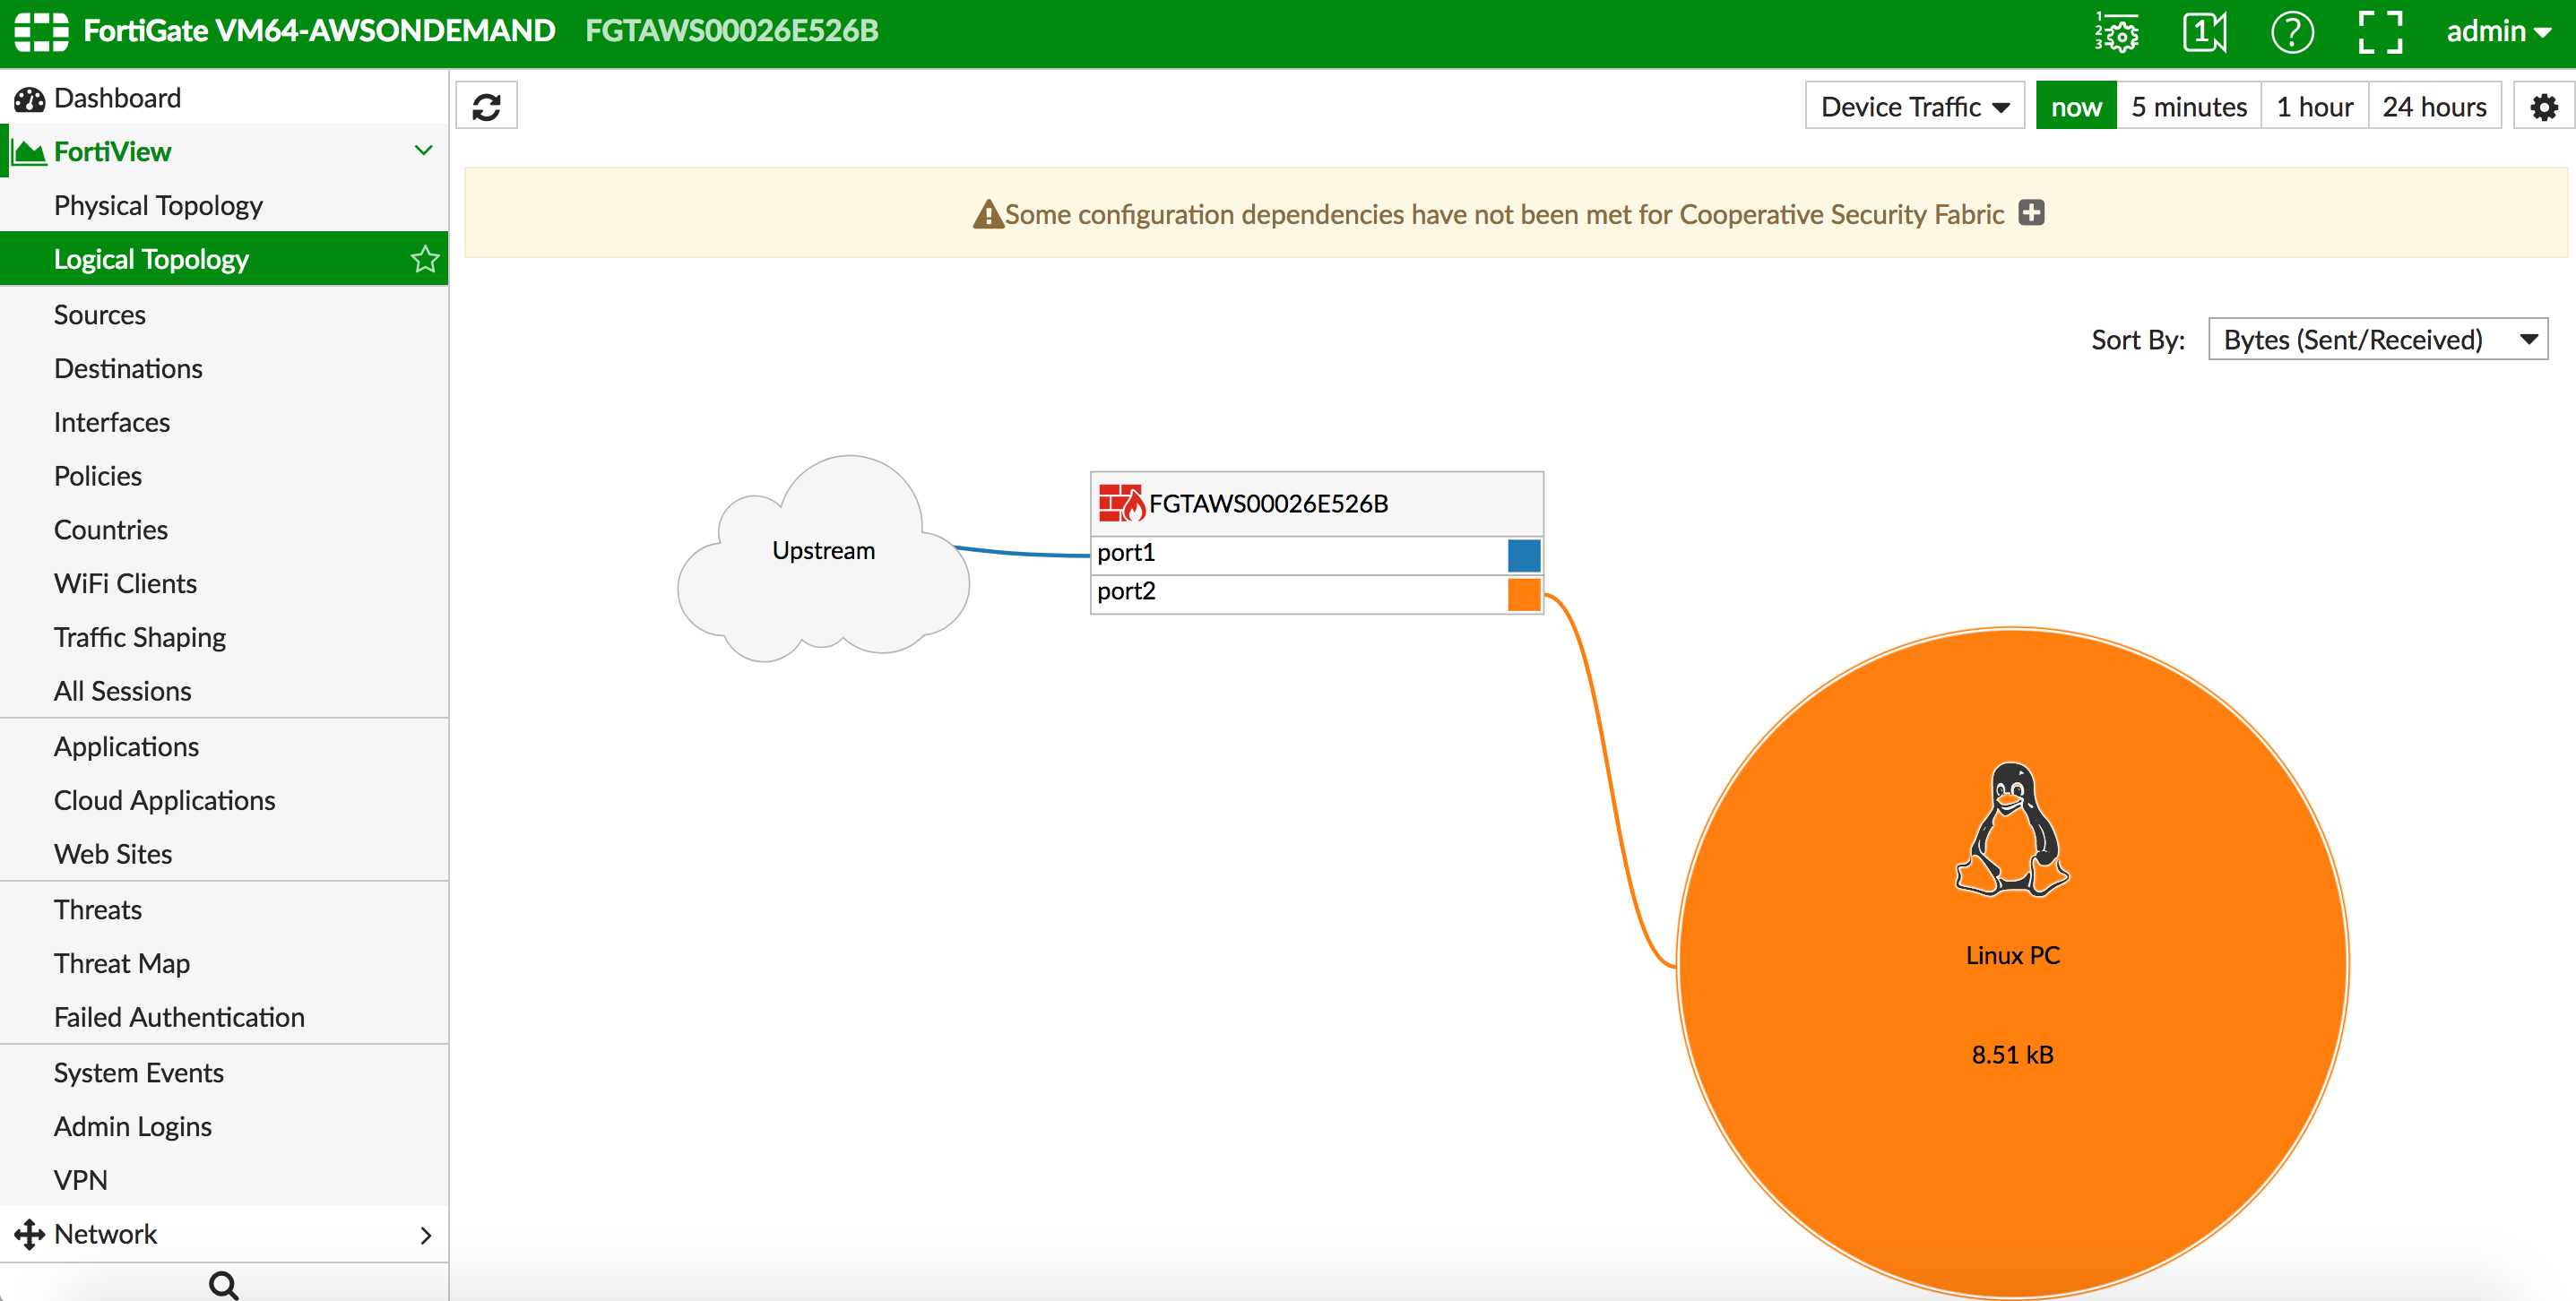 FortiGate VM64-AWSONDEMAND FGTAWS00026E526B
1 2 3 1 ? admin
Dashboard
FortiView
Physical Topology
Logical Topology
Sources
Destinations
Interfaces
Policies
Countries
WiFi Clients
Traffic Shaping
All Sessions
Applications
Cloud Applications
Web Sites
Threats
Threat Map
Failed Authentication
System Events
Admin Logins
VPN
Network
Device Traffic now 5 minutes 1 hour 24 hours
Some configuration dependencies have not been met for Cooperative Security Fabric
Sort By: Bytes (Sent/Received)
Upstream
FGTAWS00026E526B
port1
port2
Linux PC
8.51 kB